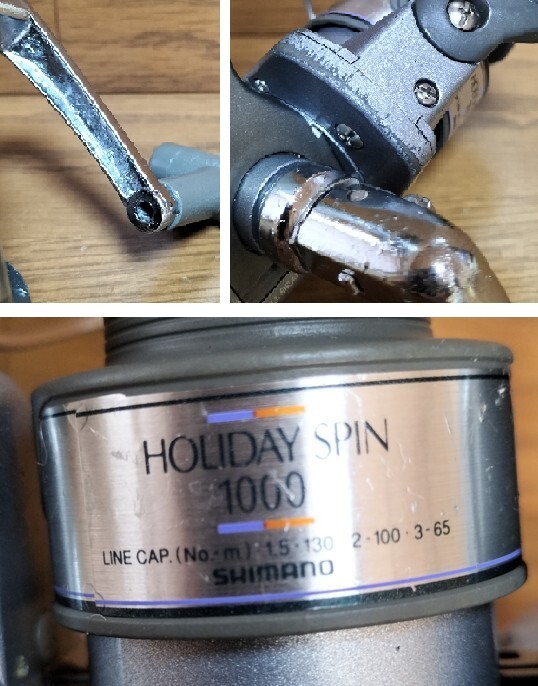 HOLIDAY SPIN
1000
LINE CAP. (No.-m) 1.5-130 2-100·3-65
SHIMANO